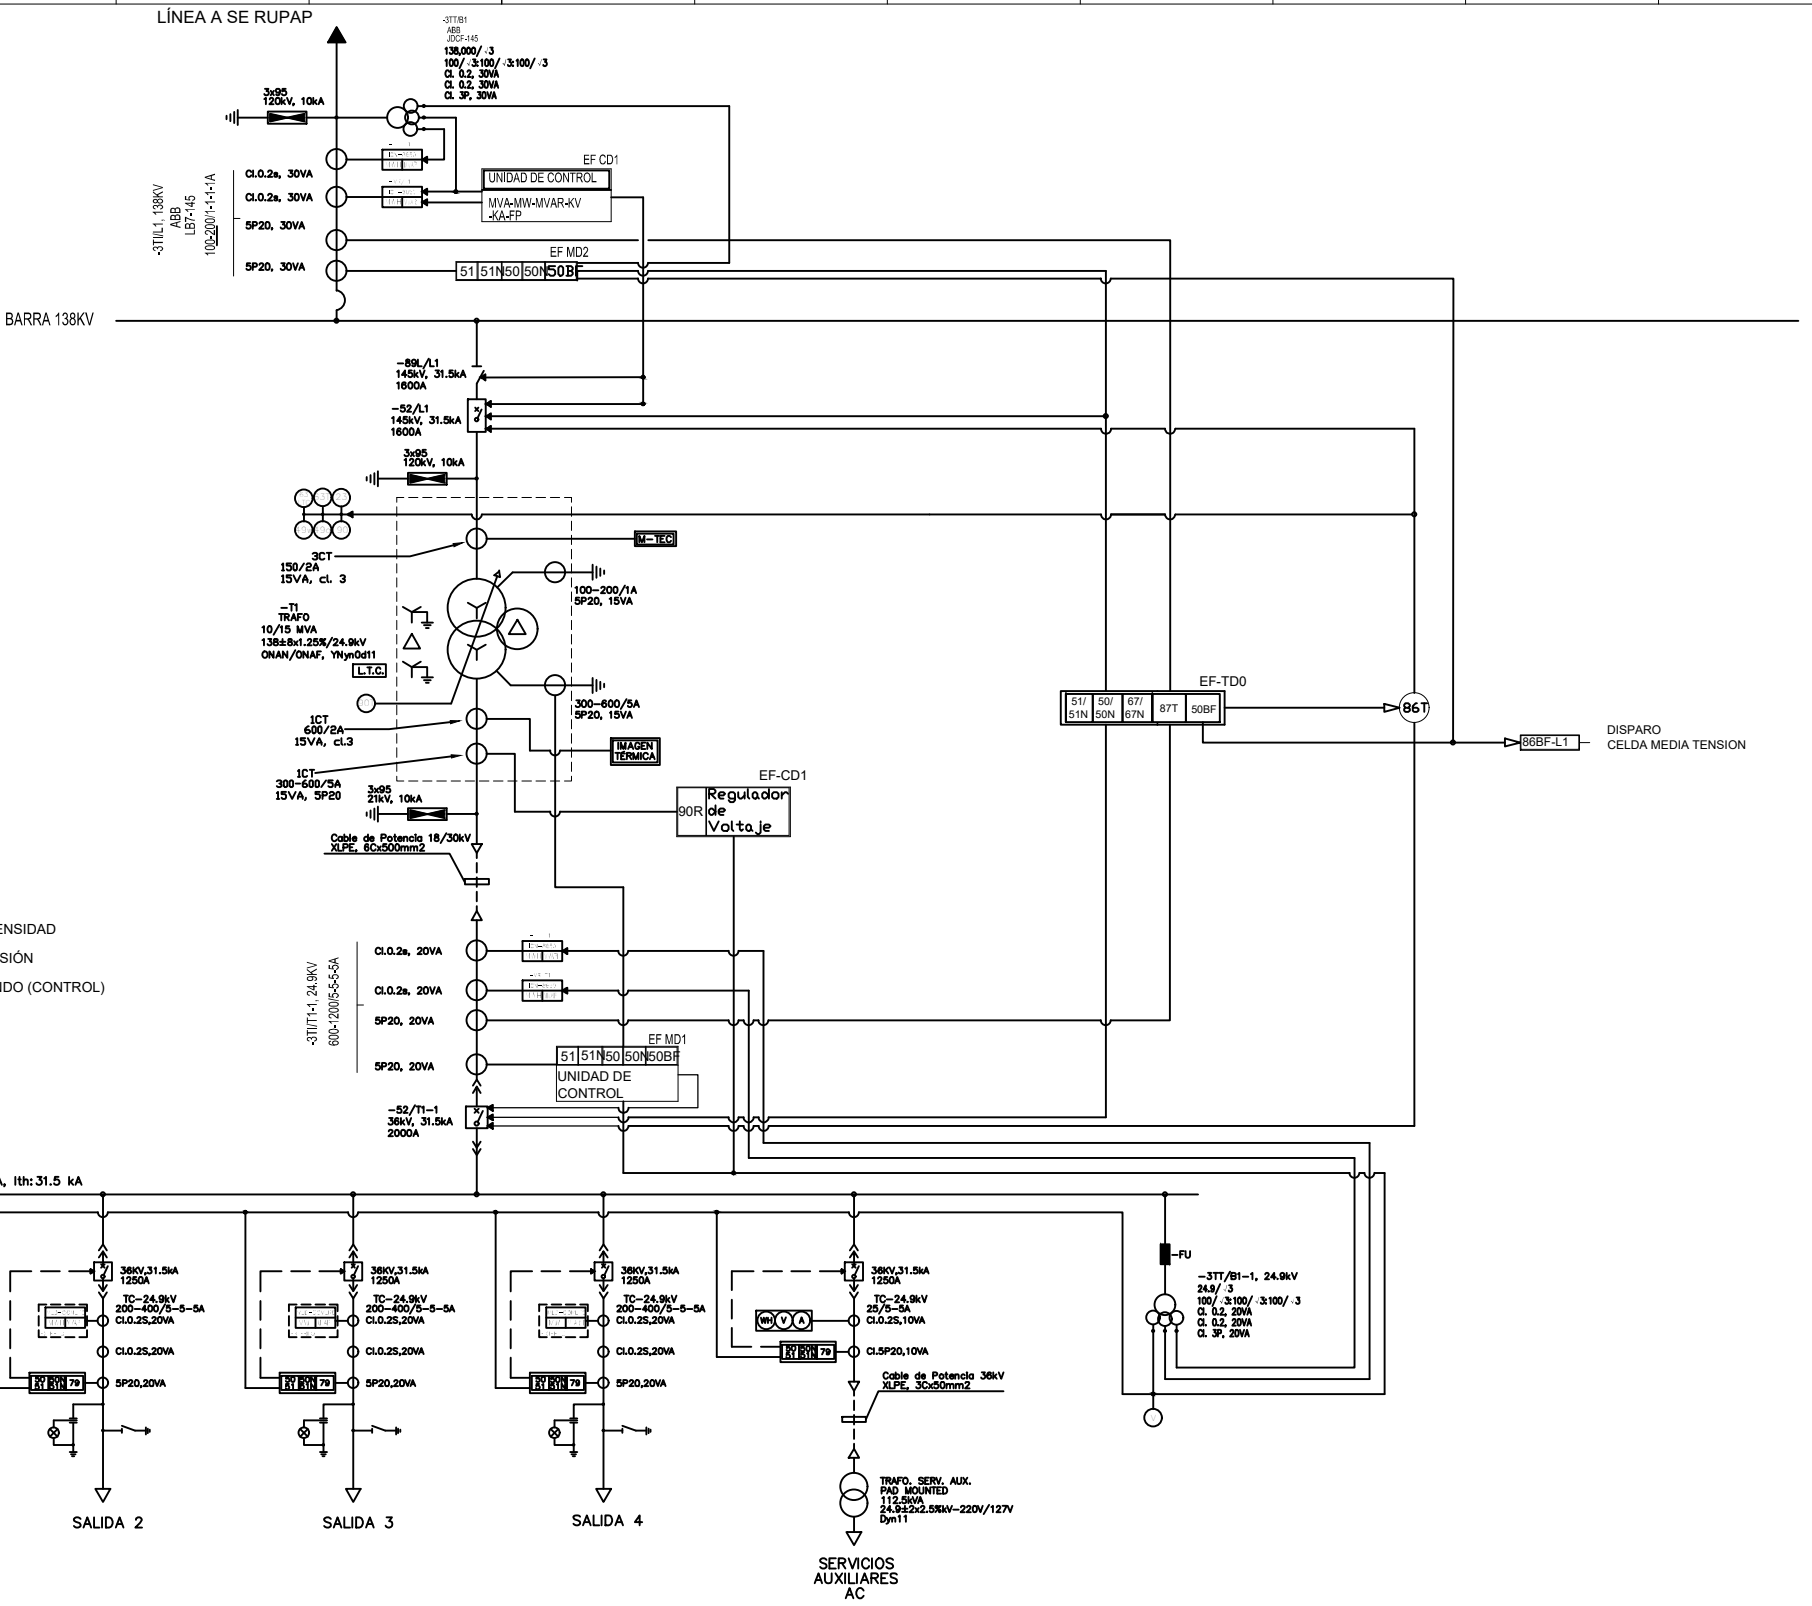 LÍNEA A SE RUPAP
-3TT/B1
ABB
JDCF-145
138,000/√3
100/√3:100/√3:100/√3
Cl. 0.2, 30VA
Cl. 0.2, 30VA
Cl. 3P, 30VA
3x95
120kV, 10kA
-3TI/L1, 138KV
ABB
LB7-145
100-200/1-1-1-1A
Cl.0.2s, 30VA
Cl.0.2s, 30VA
5P20, 30VA
5P20, 30VA
EF CD1
UNIDAD DE CONTROL
MVA-MW-MVAR-KV
-KA-FP
EF MD2
51 51N 50 50N 50BF
BARRA 138KV
-89L/L1
145kV, 31.5kA
1600A
-52/L1
145kV, 31.5kA
1600A
3x95
120kV, 10kA
3CT
150/2A
15VA, cl. 3
M-TEC
100-200/1A
5P20, 15VA
-T1
TRAFO
10/15 MVA
138±8x1.25%/24.9kV
ONAN/ONAF, YNyn0d11
L.T.C.
300-600/5A
5P20, 15VA
1CT
600/2A
15VA, cl.3
IMAGEN
TÉRMICA
1CT
300-600/5A
15VA, 5P20
3x95
21kV, 10kA
EF-TD0
51/
51N
50/
50N
67/
67N
87T
50BF
86T
86BF-L1
DISPARO
CELDA MEDIA TENSION
EF-CD1
90R
Regulador
de
Voltaje
Cable de Potencia 18/30kV
XLPE, 6Cx500mm2
ENSIDAD
SIÓN
NDO (CONTROL)
-3TI/T1-1, 24.9KV
600-1200/5-5-5-5A
Cl.0.2s, 20VA
Cl.0.2s, 20VA
5P20, 20VA
5P20, 20VA
EF MD1
51 51N 50 50N 50BF
UNIDAD DE
CONTROL
-52/T1-1
36kV, 31.5kA
2000A
A, Ith:31.5 kA
36KV,31.5kA
1250A
TC-24.9kV
200-400/5-5-5A
Cl.0.2S,20VA
Cl.0.2S,20VA
50 50N
51 51N 79
5P20,20VA
SALIDA 2
36KV,31.5kA
1250A
TC-24.9kV
200-400/5-5-5A
Cl.0.2S,20VA
Cl.0.2S,20VA
50 50N
51 51N 79
5P20,20VA
SALIDA 3
36KV,31.5kA
1250A
TC-24.9kV
200-400/5-5-5A
Cl.0.2S,20VA
Cl.0.2S,20VA
50 50N
51 51N 79
5P20,20VA
SALIDA 4
36KV,31.5kA
1250A
TC-24.9kV
25/5-5A
Cl.0.2S,10VA
WH V A
50 50N
51 51N 79
Cl.5P20,10VA
Cable de Potencia 36kV
XLPE, 3Cx50mm2
TRAFO. SERV. AUX.
PAD MOUNTED
112.5kVA
24.9±2x2.5%kV-220V/127V
Dyn11
SERVICIOS
AUXILIARES
AC
-FU
-3TT/B1-1, 24.9kV
24.9/√3
100/√3:100/√3:100/√3
Cl. 0.2, 20VA
Cl. 0.2, 20VA
Cl. 3P, 20VA